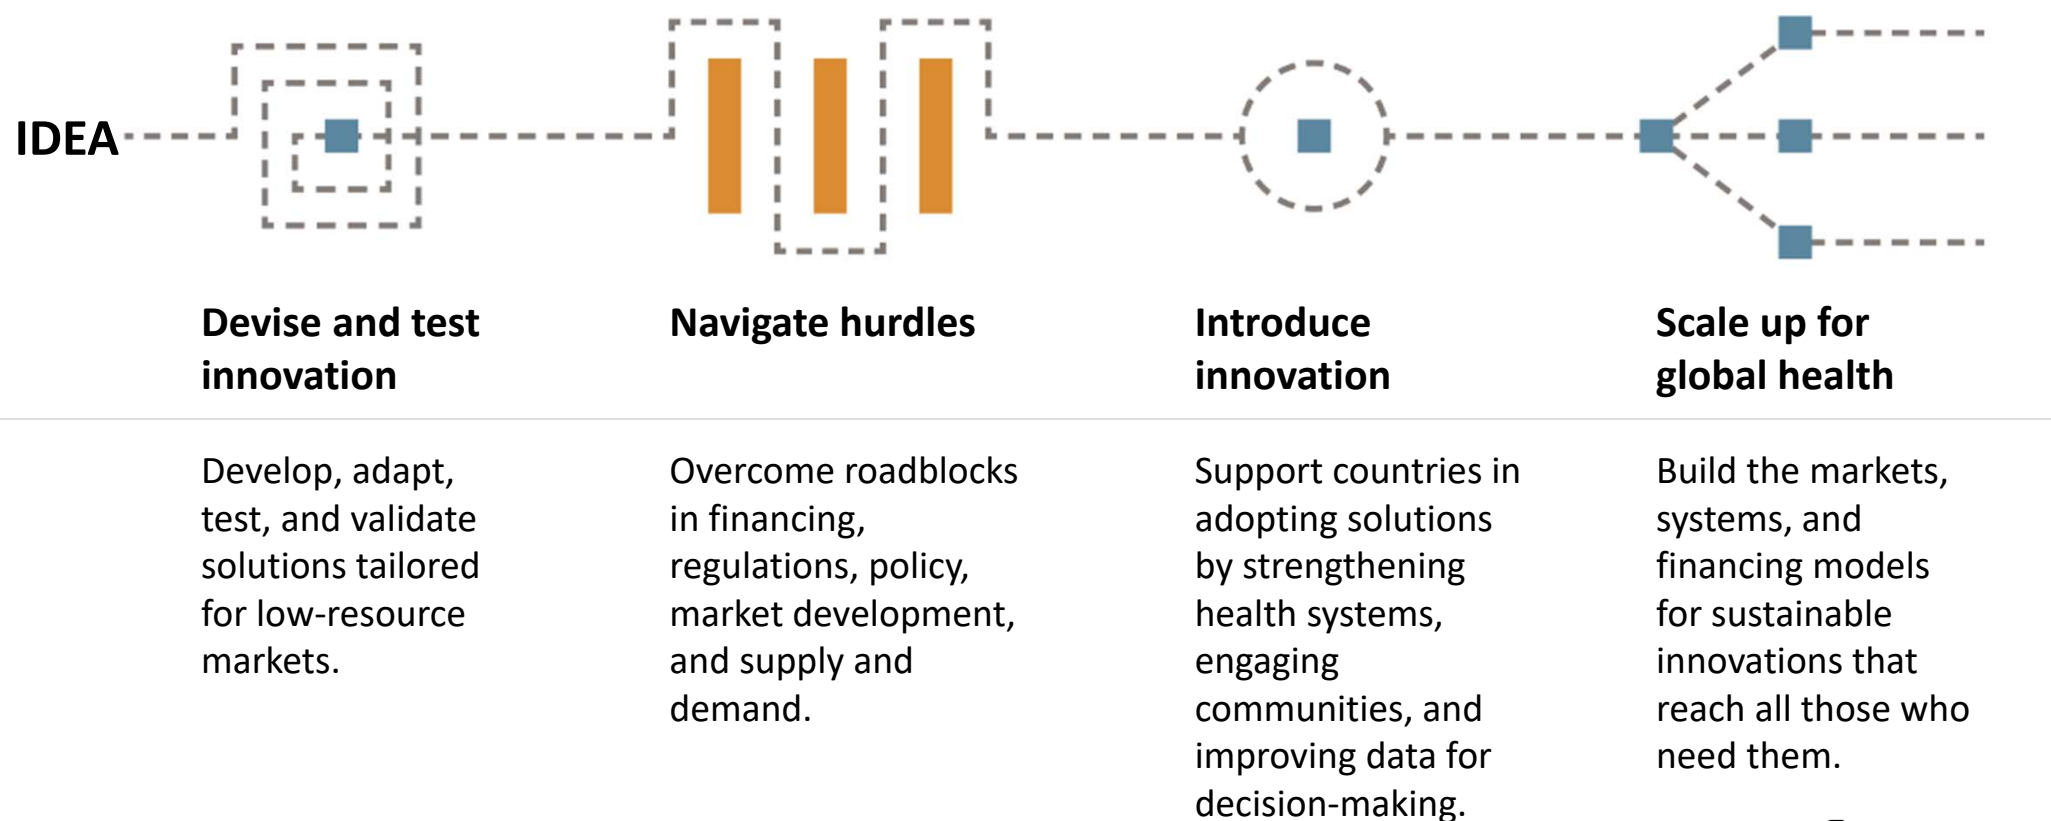 IDEA
Devise and test
innovation
Navigate hurdles
Introduce
innovation
Scale up for
global health
Develop, adapt,
test, and validate
solutions tailored
for low-resource
markets.
Overcome roadblocks
in financing,
regulations, policy,
market development,
and supply and
demand.
Support countries in
adopting solutions
by strengthening
health systems,
engaging
communities, and
improving data for
decision-making.
Build the markets,
systems, and
financing models
for sustainable
innovations that
reach all those who
need them.